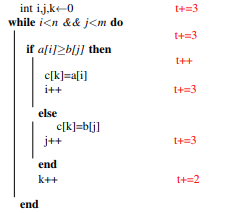 int i,j,k←0 t+=3
while i<n && j<m do
t+=3
if a[i]≥b[j] then
t++
c[k]=a[i]
i++ t+=3
else
c[k]=b[j]
j++ t+=3
end
k++ t+=2
end